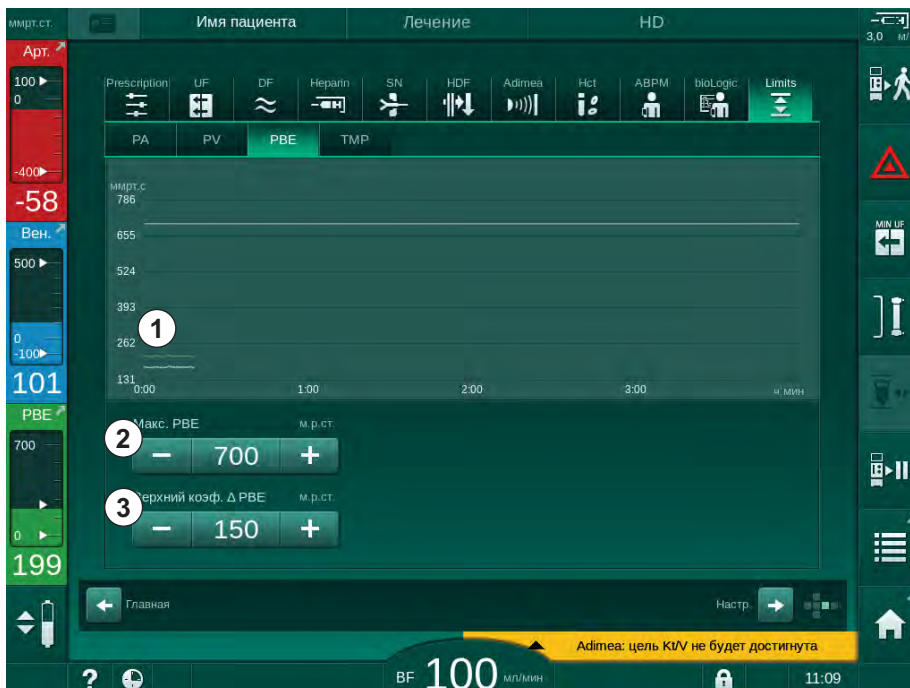 ммрт.ст.
Имя пациента
Лечение
HD
3,0 м/
Арт.
100
0
-400
-58
Вен.
500
0
-100
101
PBE
700
0
199
Prescription
UF
DF
Heparin
SN
HDF
Adimea
Hct
ABPM
bioLogic
Limits
PA
PV
PBE
TMP
ммрт.с
786
655
524
393
262
131
0:00
1:00
2:00
3:00
ч мин
1
2
Макс. PBE
м.р.ст.
− 700 +
3
ерхний коэф. Δ PBE
м.р.ст.
− 150 +
Главная
Настр
MIN UF
Adimea: цель Kt/V не будет достигнута
?
BF 100 мл/мин
11:09